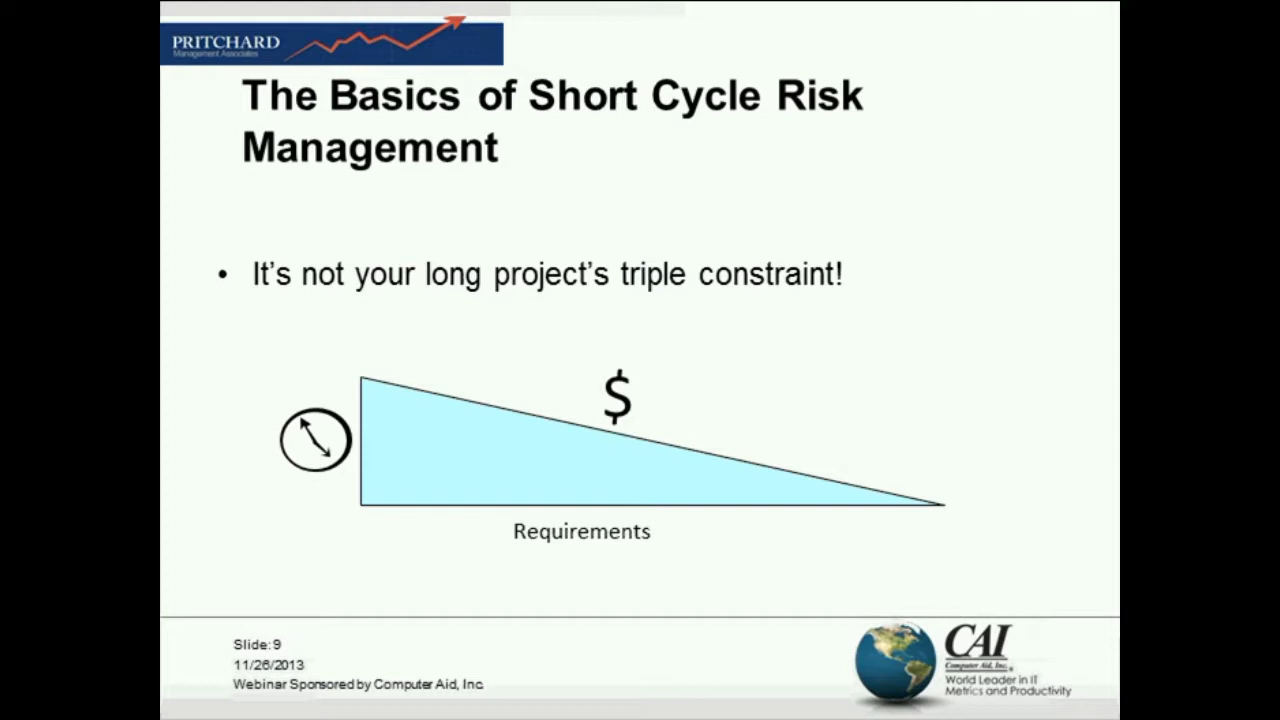 PRITCHARD
Management Associates
The Basics of Short Cycle Risk
Management
• It's not your long project's triple constraint!
$
Requirements
Slide: 9
11/26/2013
Webinar Sponsored by Computer Aid, Inc.
CAI
Computer Aid, Inc.
World Leader in IT
Metrics and Productivity